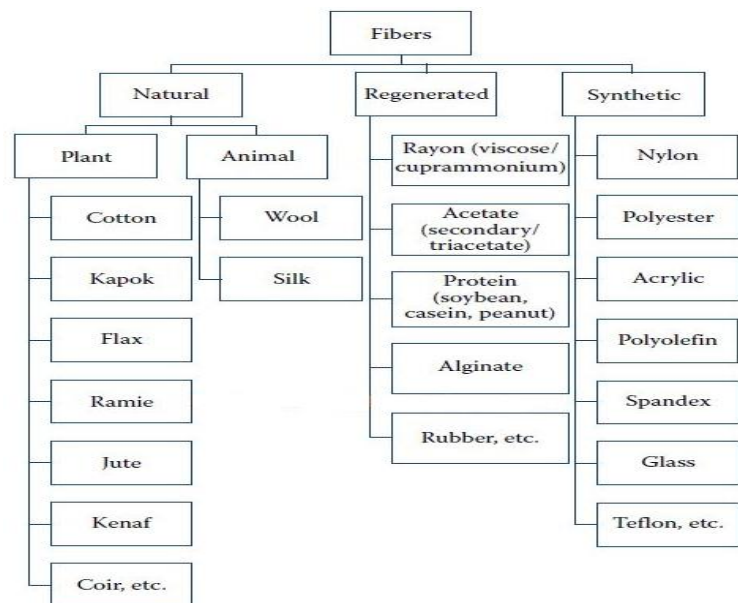 Fibers
Natural
Regenerated
Synthetic
Plant
Animal
Cotton
Kapok
Flax
Ramie
Jute
Kenaf
Coir, etc.
Wool
Silk
Rayon (viscose/
cuprammonium)
Acetate
(secondary/
triacetate)
Protein
(soybean,
casein, peanut)
Alginate
Rubber, etc.
Nylon
Polyester
Acrylic
Polyolefin
Spandex
Glass
Teflon, etc.